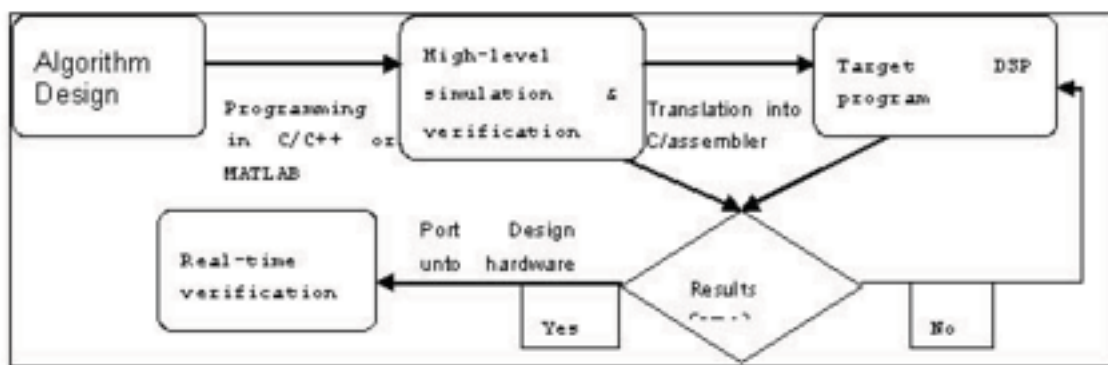 Algorithm
Design
Programming
in C/C++ or
MATLAB
High-level
simulation &
verification
Translation into
C/assembler
Target DSP
program
Real-time
verification
Port Design
unto hardware
Yes
Results
No